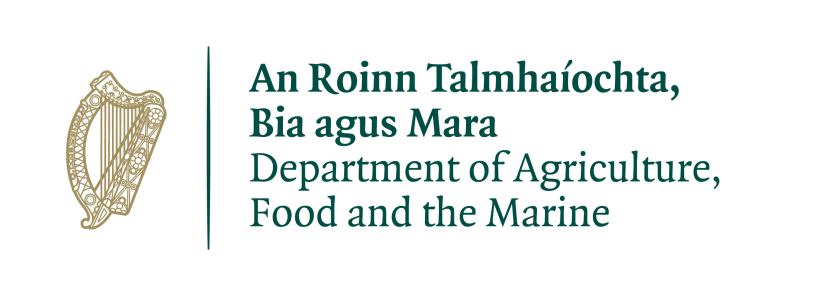 An Roinn Talmhaíochta,
Bia agus Mara
Department of Agriculture,
Food and the Marine